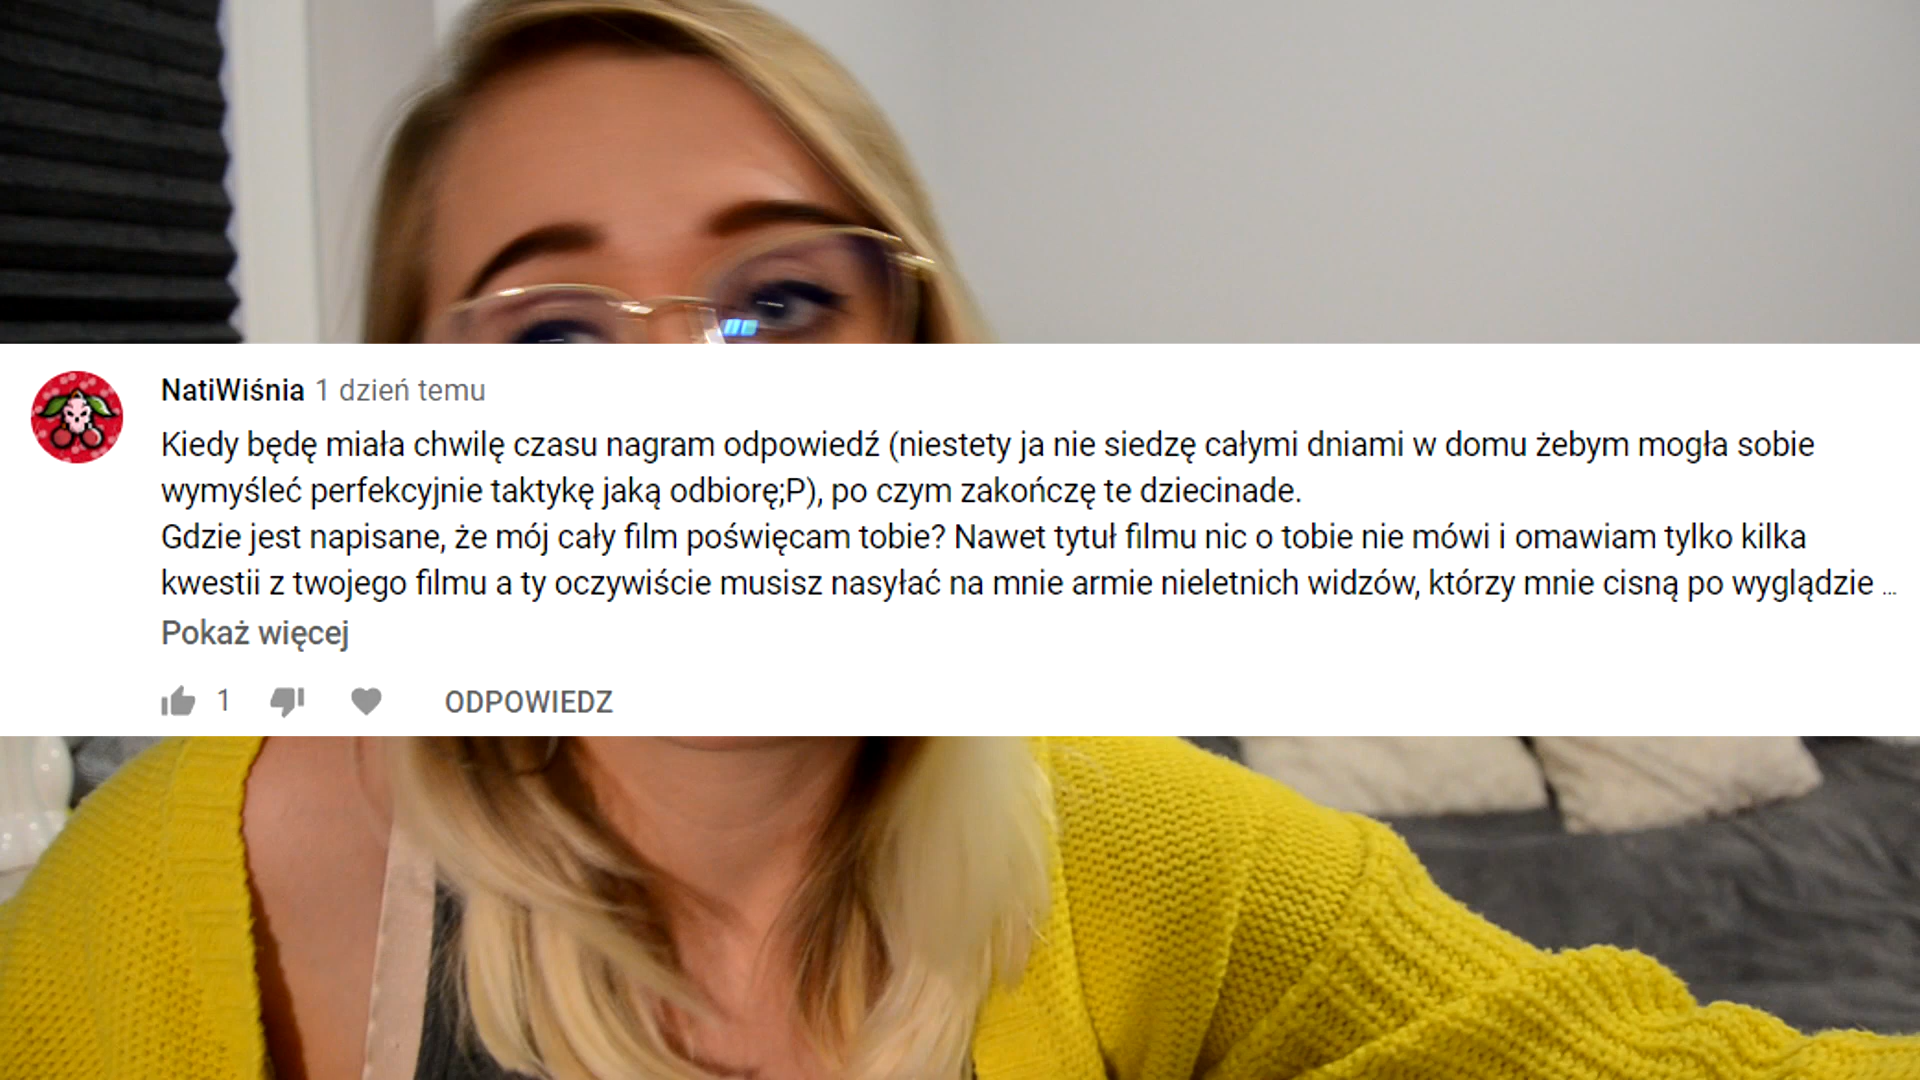 NatiWiśnia 1 dzień temu
Kiedy będę miała chwilę czasu nagram odpowiedź (niestety ja nie siedzę całymi dniami w domu żebym mogła sobie
wymyśleć perfekcyjnie taktykę jaką odbiorę;P), po czym zakończę te dziecinade.
Gdzie jest napisane, że mój cały film poświęcam tobie? Nawet tytuł filmu nic o tobie nie mówi i omawiam tylko kilka
kwestii z twojego filmu a ty oczywiście musisz nasyłać na mnie armie nieletnich widzów, którzy mnie cisną po wyglądzie ...
Pokaż więcej
1 ODPOWIEDZ